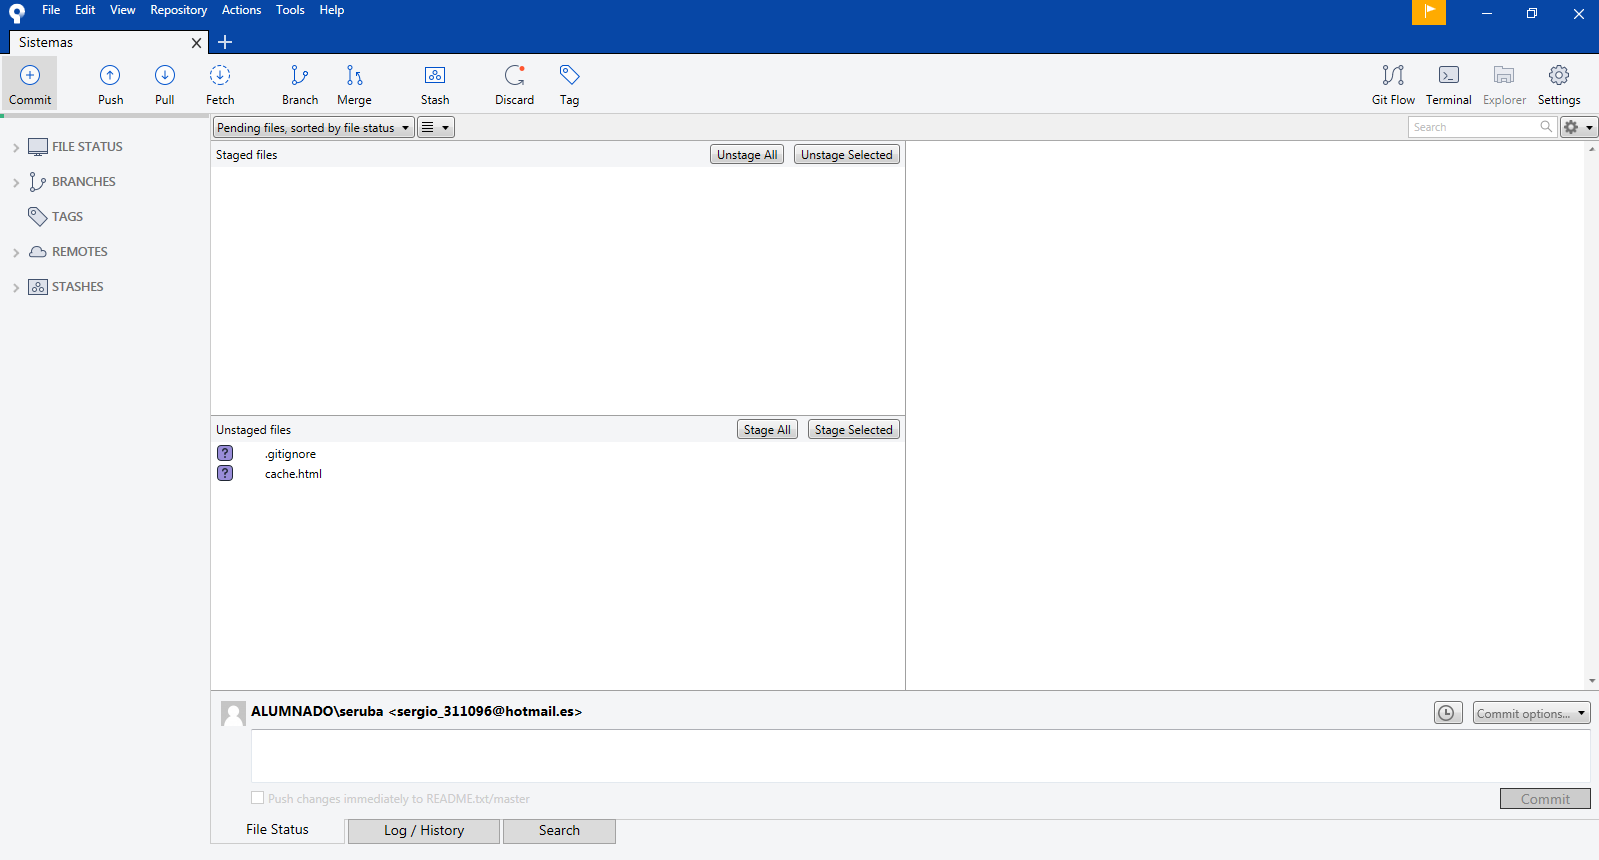 File Edit View Repository Actions Tools Help
Sistemas
Commit Push Pull Fetch Branch Merge Stash Discard Tag Git Flow Terminal Explorer Settings
Pending files, sorted by file status Search
FILE STATUS
BRANCHES
TAGS
REMOTES
STASHES
Staged files Unstage All Unstage Selected
Unstaged files Stage All Stage Selected
? .gitignore
? cache.html
ALUMNADO\seruba <sergio_311096@hotmail.es> Commit options...
Push changes immediately to README.txt/master Commit
File Status Log / History Search